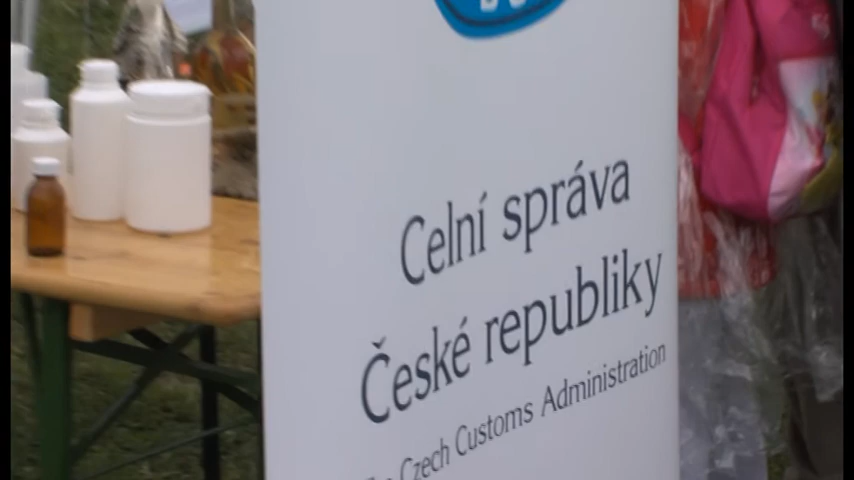 Celní správa
České republiky
Czech Customs Administration